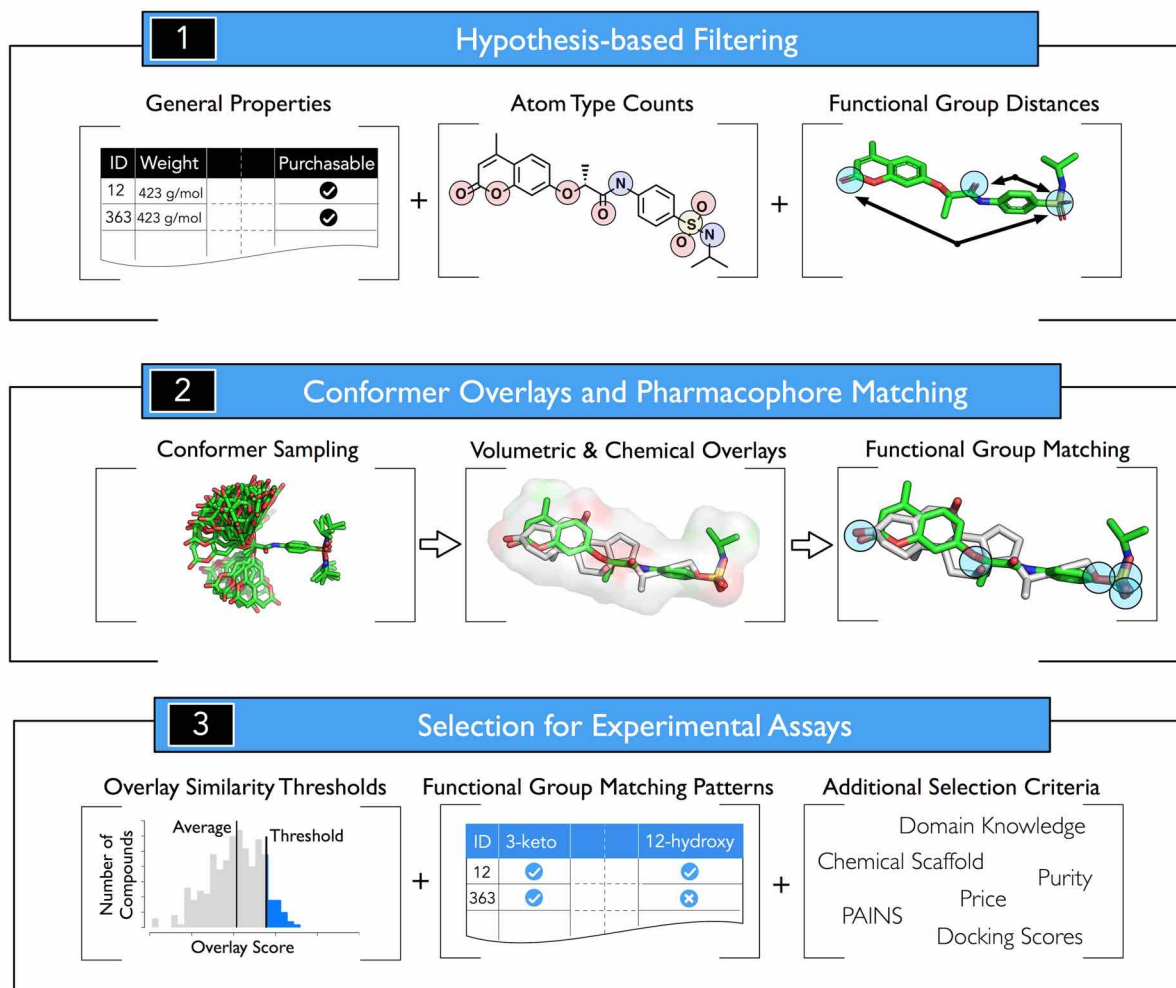 1 Hypothesis-based Filtering
General Properties
Atom Type Counts
Functional Group Distances
ID Weight Purchasable
12 423 g/mol
363 423 g/mol
+
+
O O O O N S O O N
2 Conformer Overlays and Pharmacophore Matching
Conformer Sampling
Volumetric & Chemical Overlays
Functional Group Matching
3 Selection for Experimental Assays
Overlay Similarity Thresholds
Functional Group Matching Patterns
Additional Selection Criteria
Average
Threshold
Number of
Compounds
Overlay Score
+
ID 3-keto 12-hydroxy
12
363
+
Domain Knowledge
Chemical Scaffold
Purity
Price
PAINS
Docking Scores